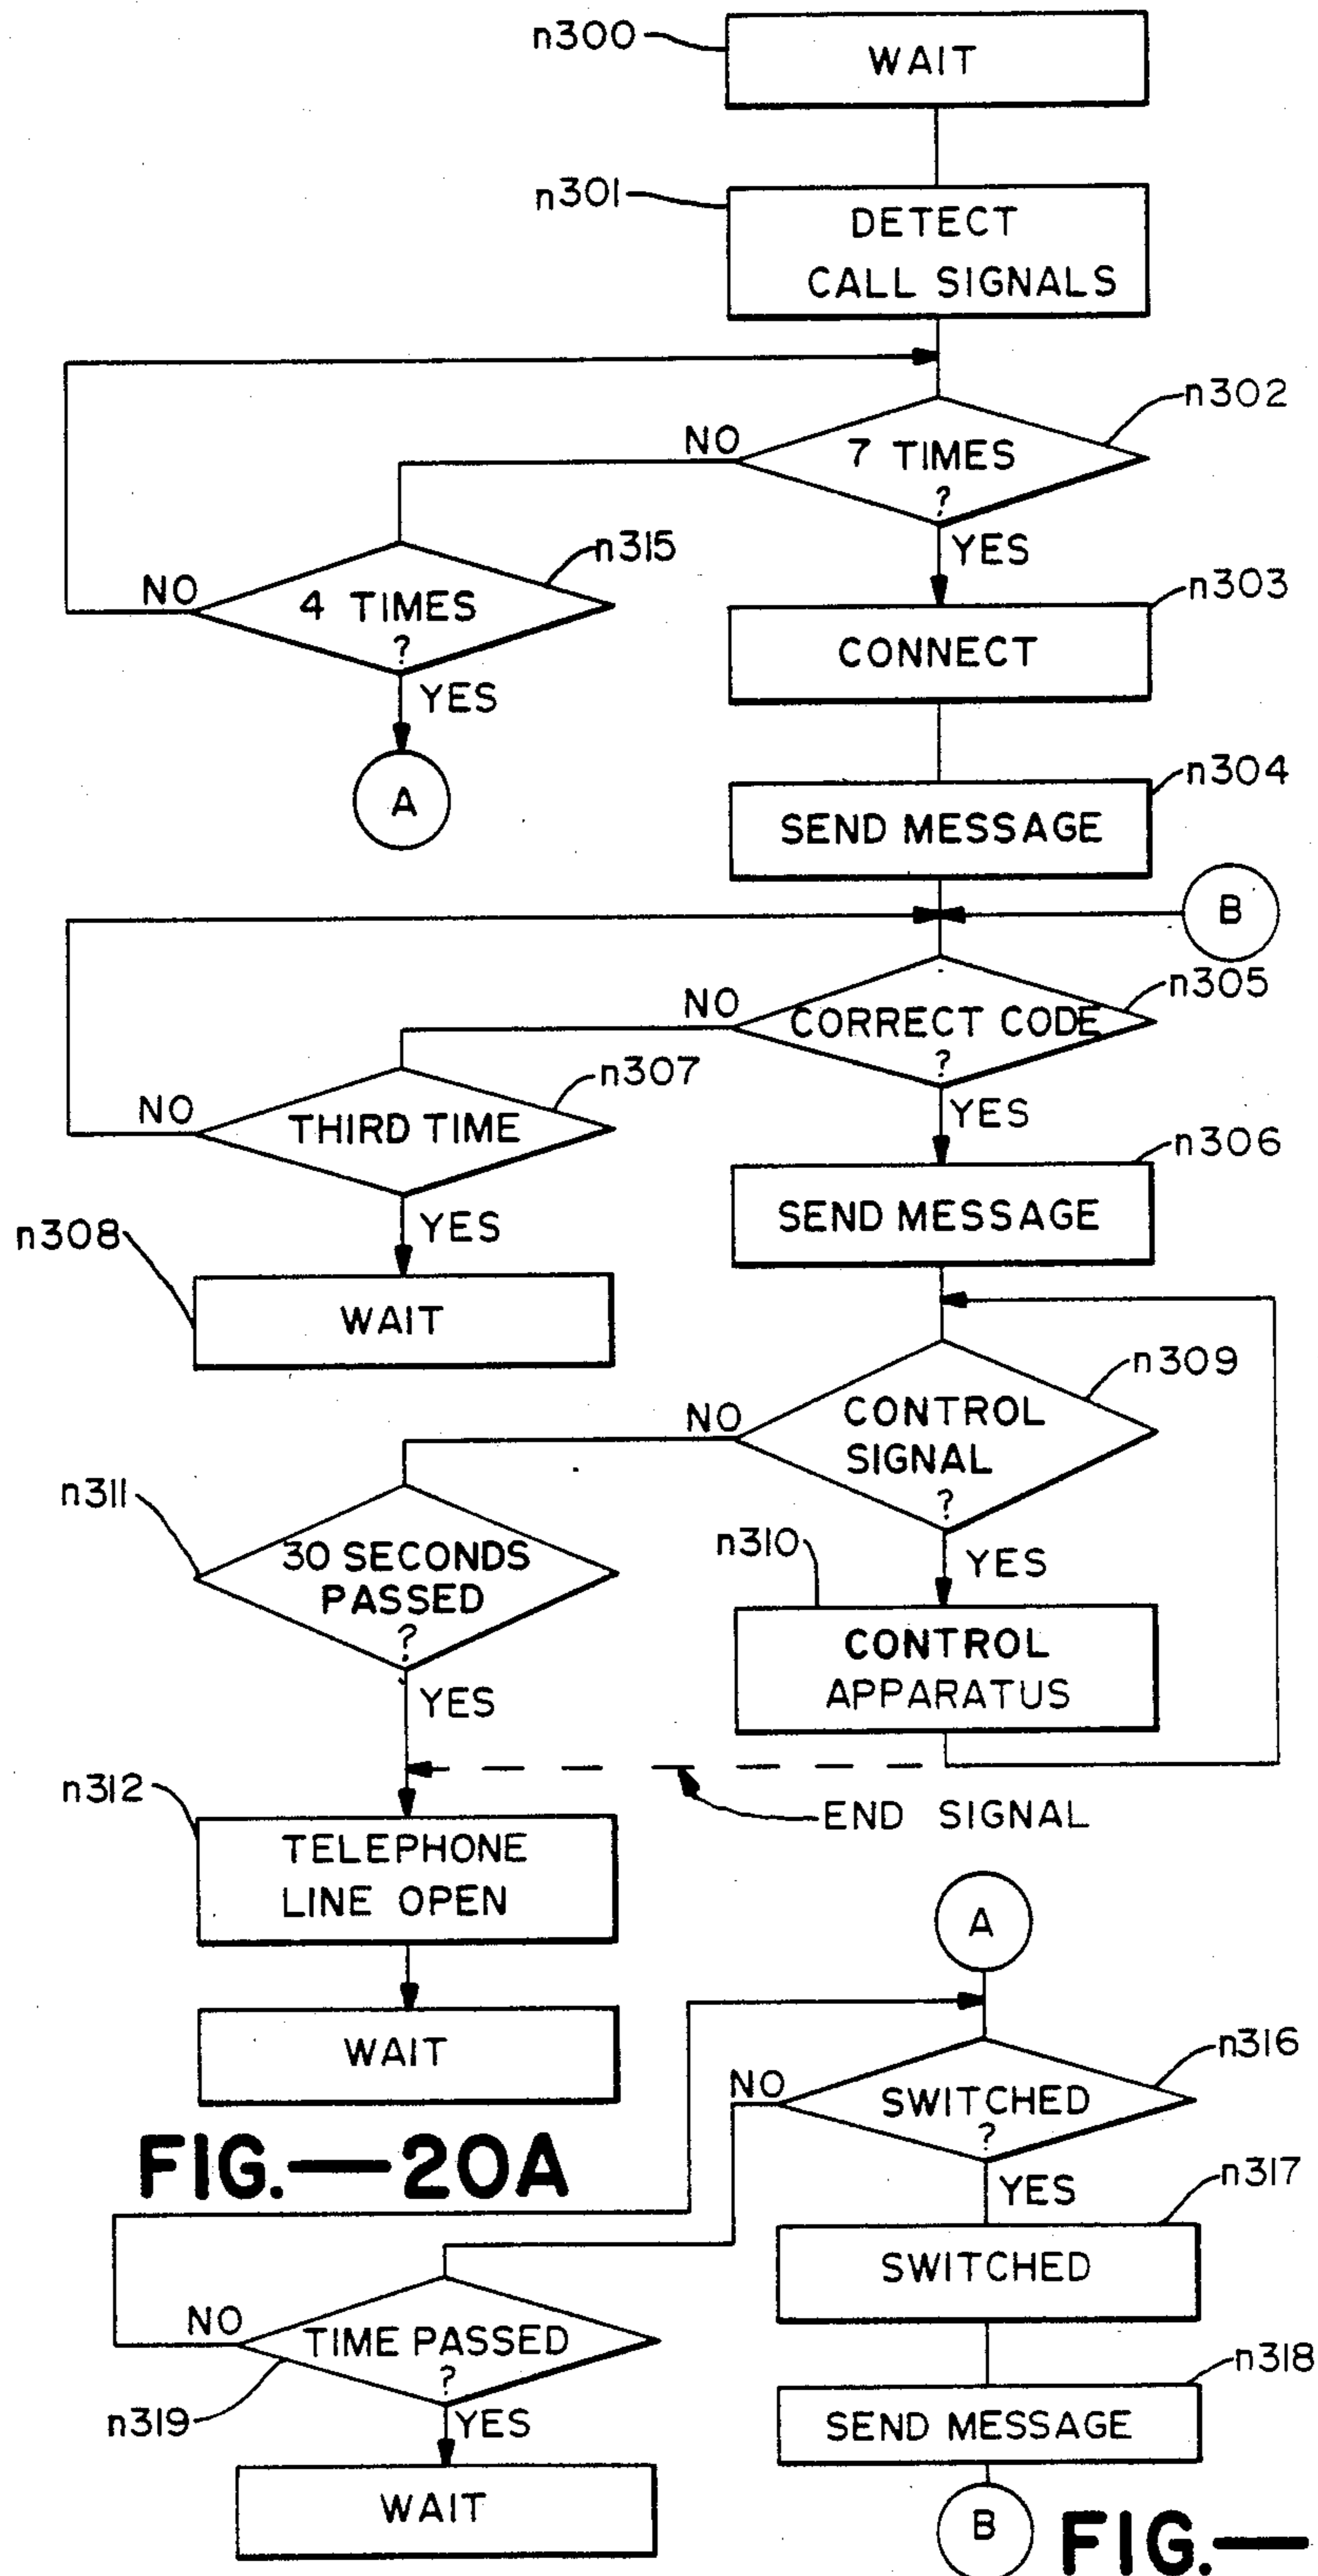 n300
WAIT
n301
DETECT
CALL SIGNALS
n302
NO
7 TIMES
?
YES
n315
NO
4 TIMES
?
YES
A
n303
CONNECT
n304
SEND MESSAGE
B
n305
NO
CORRECT CODE
?
YES
n307
NO
THIRD TIME
YES
n306
SEND MESSAGE
n308
WAIT
n309
NO
CONTROL
SIGNAL
?
YES
n311
30 SECONDS
PASSED
?
YES
n310
CONTROL
APPARATUS
END SIGNAL
n312
TELEPHONE
LINE OPEN
WAIT
FIG.—20A
A
n316
NO
SWITCHED
?
YES
n317
SWITCHED
NO
TIME PASSED
?
n319
YES
WAIT
n318
SEND MESSAGE
B
FIG.—